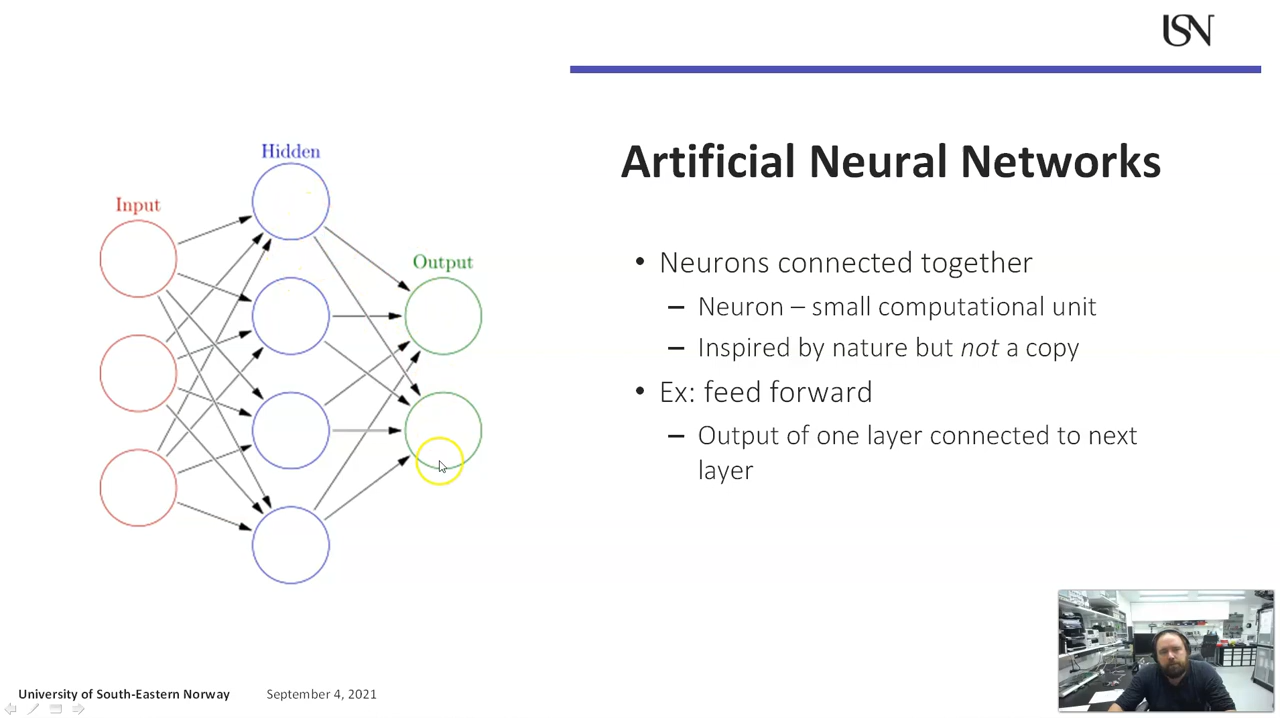 USN
Hidden
Input
Output
Artificial Neural Networks
• Neurons connected together
– Neuron – small computational unit
– Inspired by nature but not a copy
• Ex: feed forward
– Output of one layer connected to next
layer
University of South-Eastern Norway September 4, 2021